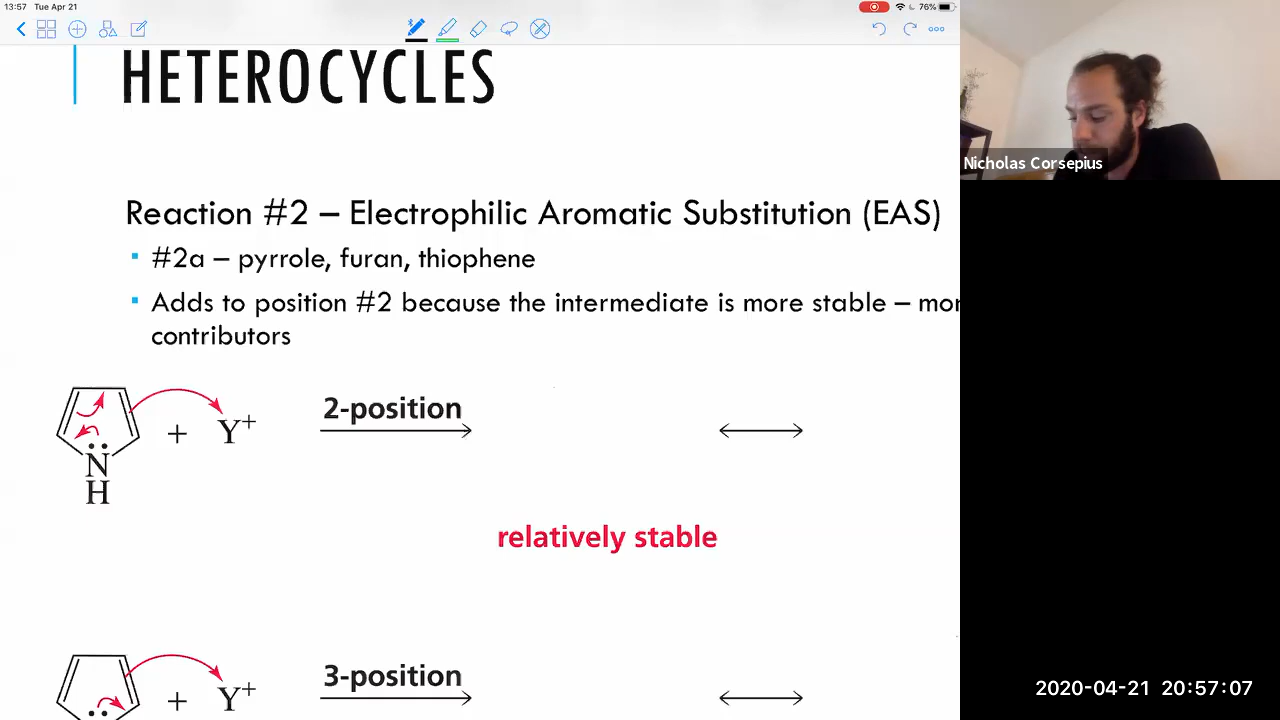 13:57 Tue Apr 21
76%
HETEROCYCLES
Nicholas Corsepius
Reaction #2 – Electrophilic Aromatic Substitution (EAS)
#2a – pyrrole, furan, thiophene
Adds to position #2 because the intermediate is more stable – mor
contributors
2-position
+ Y+
N
H
relatively stable
3-position
+ Y+
2020-04-21 20:57:07